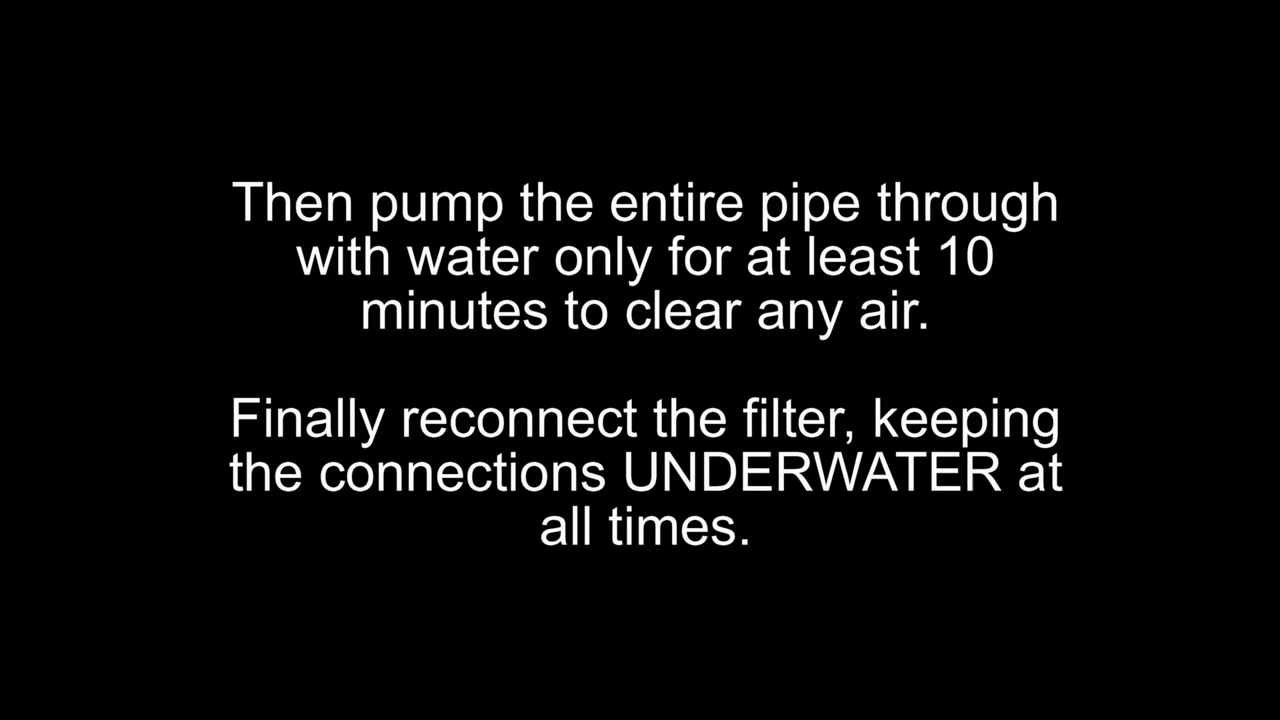 Then pump the entire pipe through
with water only for at least 10
minutes to clear any air.
Finally reconnect the filter, keeping
the connections UNDERWATER at
all times.